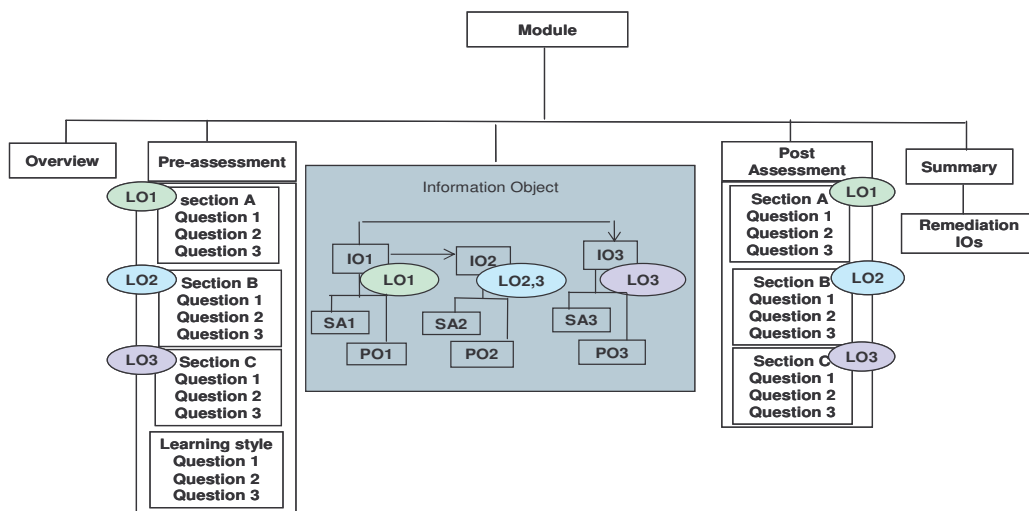 Module
Overview
Pre-assessment
LO1
section A
Question 1
Question 2
Question 3
LO2
Section B
Question 1
Question 2
Question 3
LO3
Section C
Question 1
Question 2
Question 3
Learning style
Question 1
Question 2
Question 3
Information Object
IO1
IO2
IO3
LO1
LO2,3
LO3
SA1
SA2
SA3
PO1
PO2
PO3
Post
Assessment
LO1
Section A
Question 1
Question 2
Question 3
LO2
Section B
Question 1
Question 2
Question 3
LO3
Section C
Question 1
Question 2
Question 3
Summary
Remediation
IOs